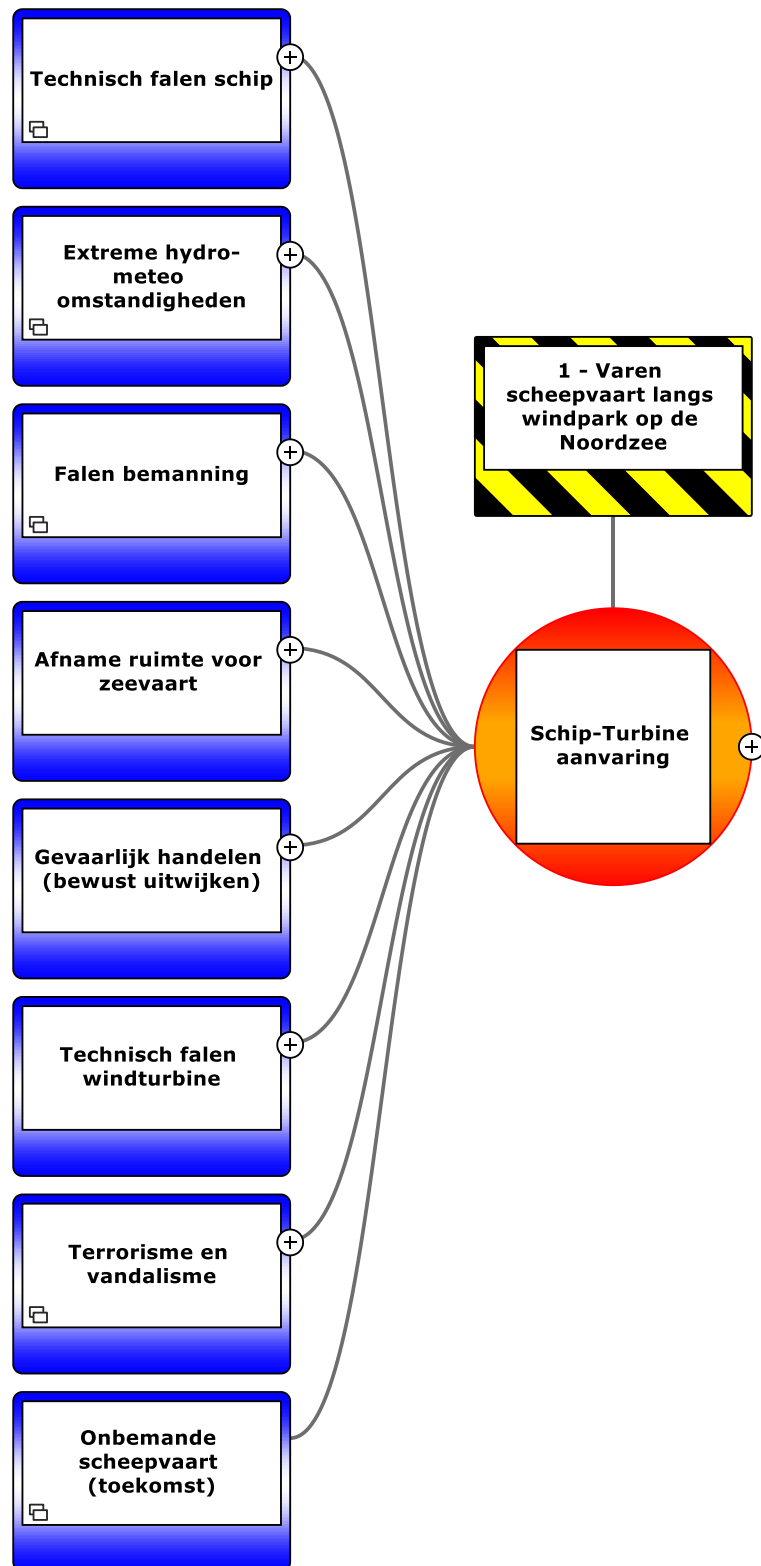 Technisch falen schip
Extreme hydro-
meteo
omstandigheden
Falen bemanning
Afname ruimte voor
zeevaart
Gevaarlijk handelen
(bewust uitwijken)
Technisch falen
windturbine
Terrorisme en
vandalisme
Onbemande
scheepvaart
(toekomst)
1 - Varen
scheepvaart langs
windpark op de
Noordzee
Schip-Turbine
aanvaring